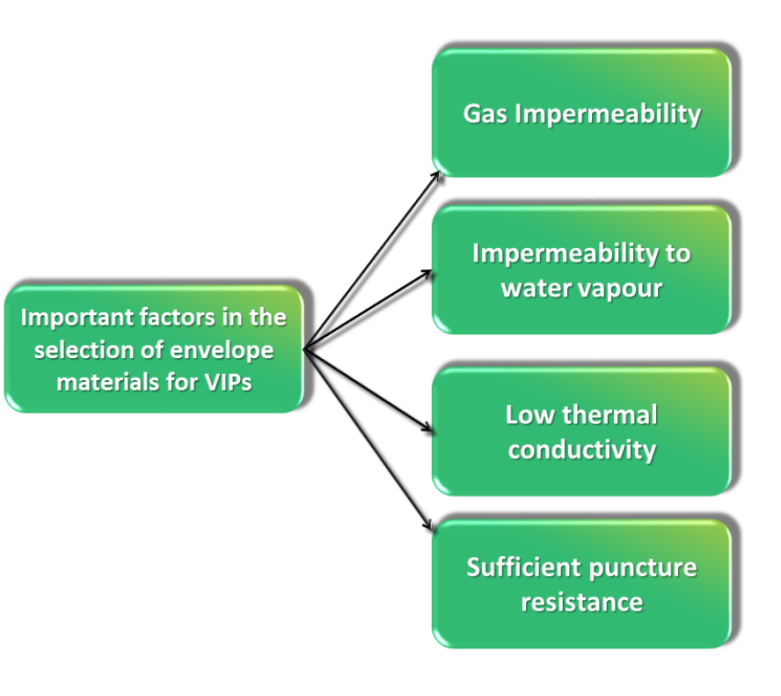 Gas Impermeability
Impermeability to
water vapour
Important factors in the
selection of envelope
materials for VIPs
Low thermal
conductivity
Sufficient puncture
resistance